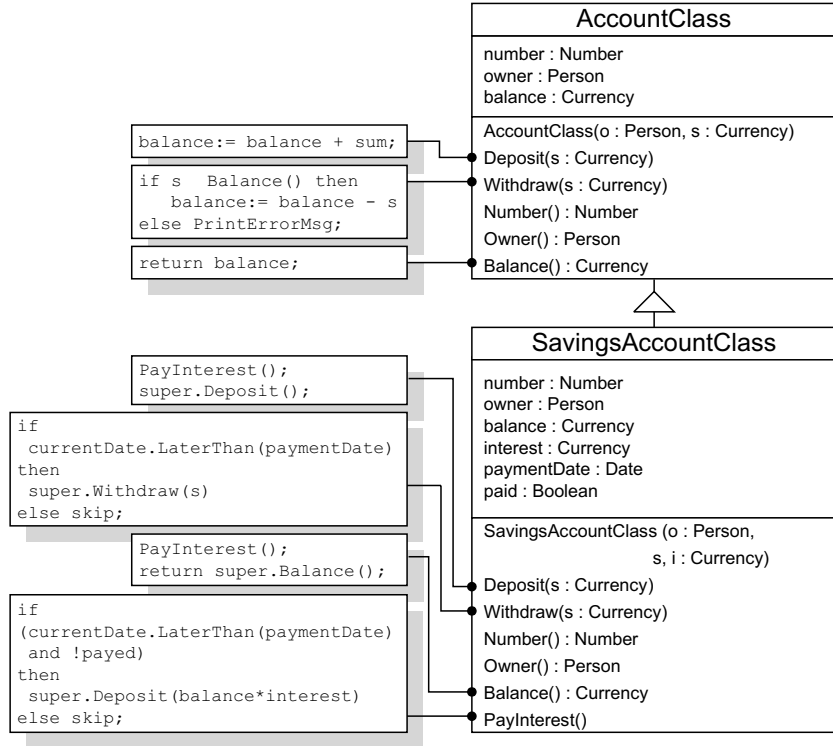 AccountClass
number : Number
owner : Person
balance : Currency
AccountClass(o : Person, s : Currency)
Deposit(s : Currency)
Withdraw(s : Currency)
Number() : Number
Owner() : Person
Balance() : Currency
balance:= balance + sum;
if s Balance() then
balance:= balance - s
else PrintErrorMsg;
return balance;
SavingsAccountClass
number : Number
owner : Person
balance : Currency
interest : Currency
paymentDate : Date
paid : Boolean
SavingsAccountClass (o : Person,
s, i : Currency)
Deposit(s : Currency)
Withdraw(s : Currency)
Number() : Number
Owner() : Person
Balance() : Currency
PayInterest()
PayInterest();
super.Deposit();
if
currentDate.LaterThan(paymentDate)
then
super.Withdraw(s)
else skip;
PayInterest();
return super.Balance();
if
(currentDate.LaterThan(paymentDate)
and !payed)
then
super.Deposit(balance*interest)
else skip;